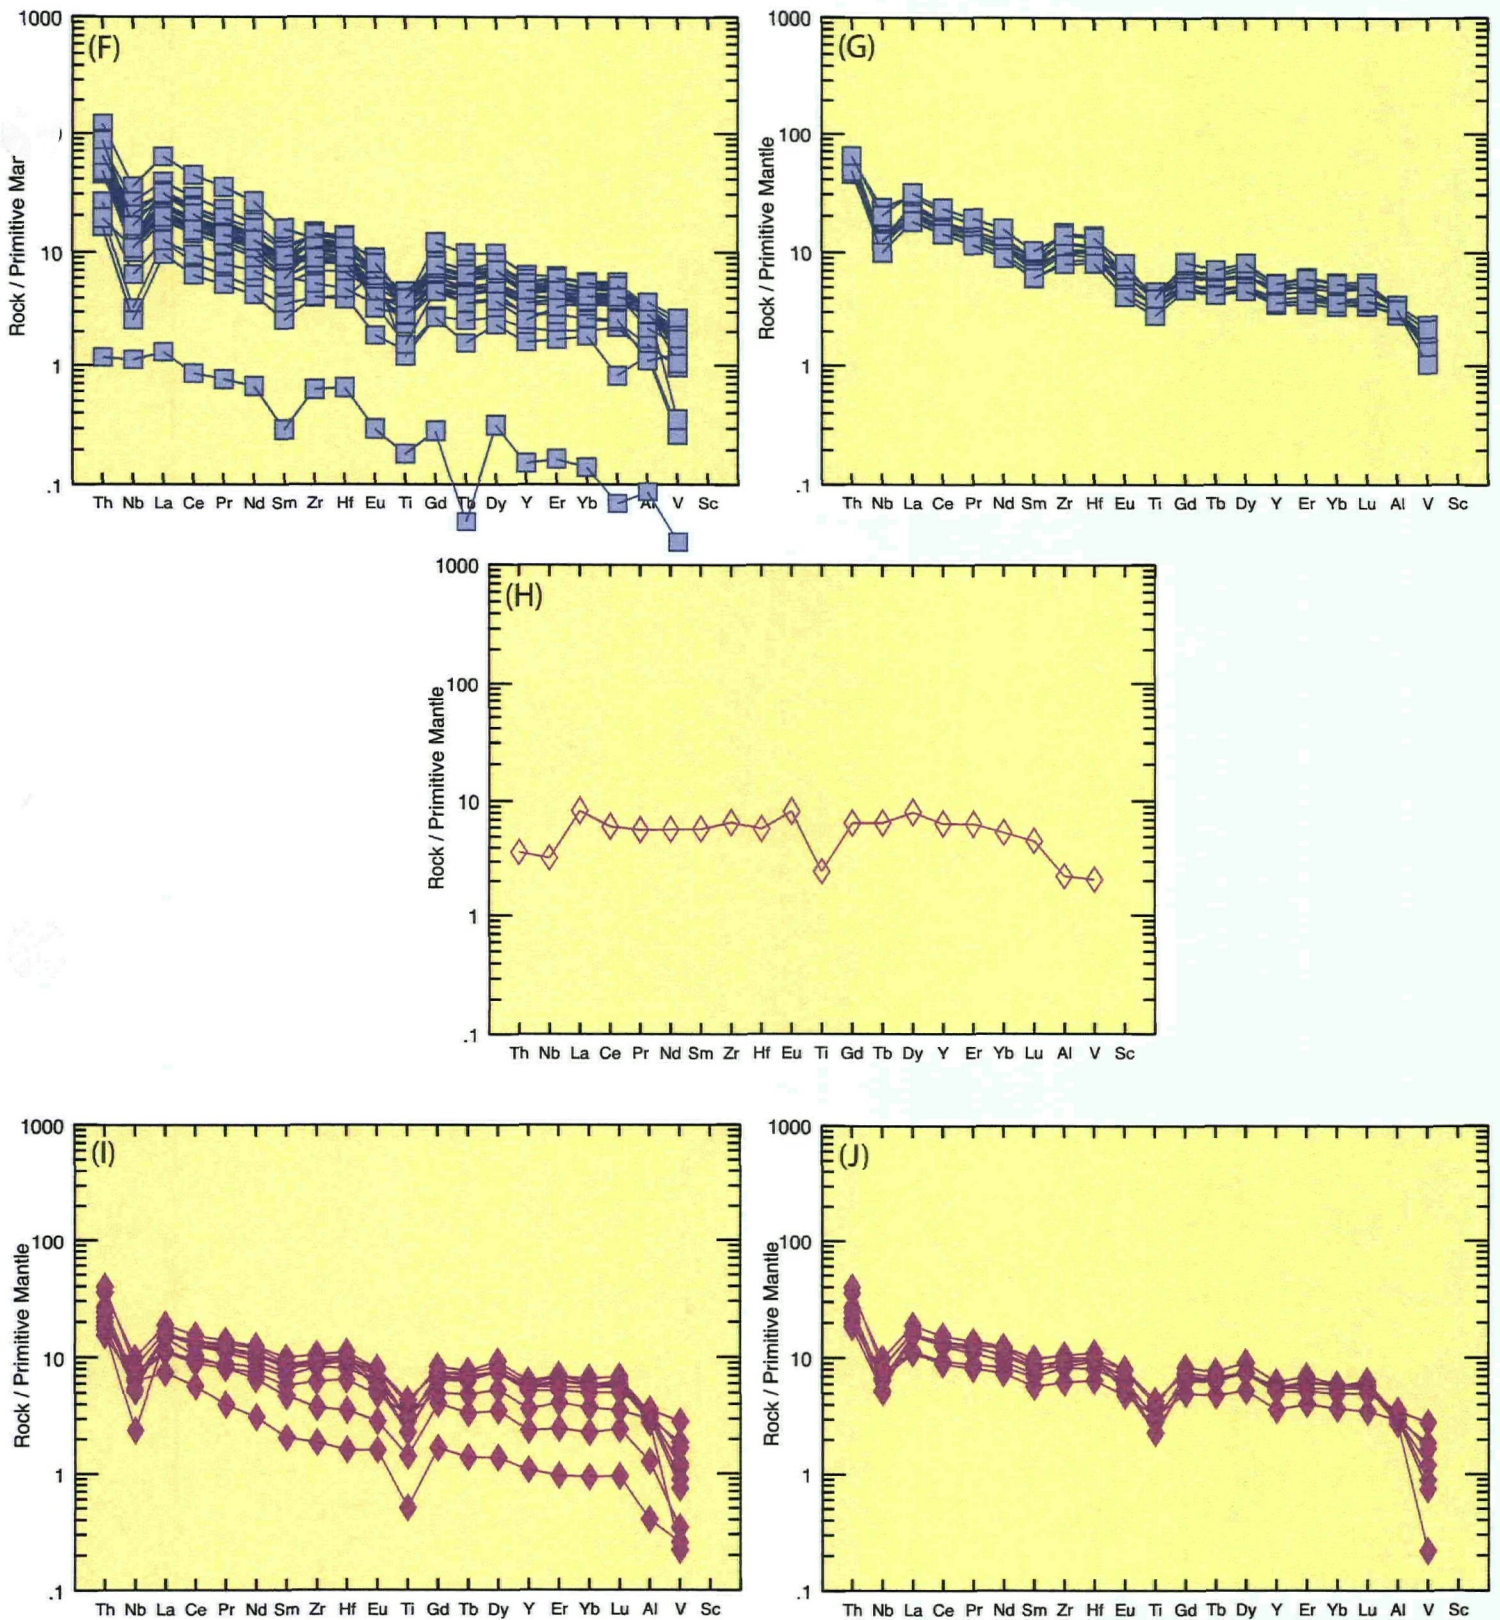 1000
(F)
)
10
1
.1
Rock / Primitive Mar
Th Nb La Ce Pr Nd Sm Zr Hf Eu Ti Gd Tb Dy Y Er Yb Al V Sc
1000
(G)
100
10
1
.1
Rock / Primitive Mantle
Th Nb La Ce Pr Nd Sm Zr Hf Eu Ti Gd Tb Dy Y Er Yb Lu Al V Sc
1000
(H)
100
10
1
.1
Rock / Primitive Mantle
Th Nb La Ce Pr Nd Sm Zr Hf Eu Ti Gd Tb Dy Y Er Yb Lu Al V Sc
1000
(I)
100
10
1
.1
Rock / Primitive Mantle
Th Nb La Ce Pr Nd Sm Zr Hf Eu Ti Gd Tb Dy Y Er Yb Lu Al V Sc
1000
(J)
100
10
1
.1
Rock / Primitive Mantle
Th Nb La Ce Pr Nd Sm Zr Hf Eu Ti Gd Tb Dy Y Er Yb Lu Al V Sc